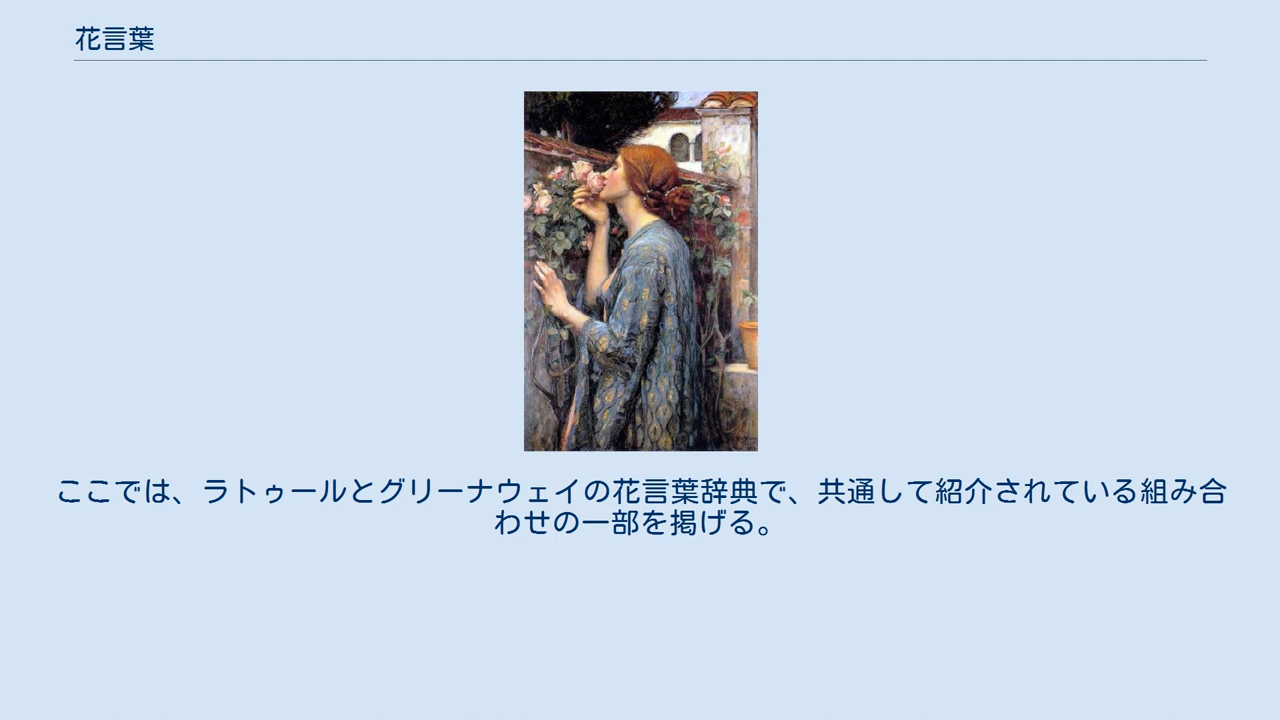 花言葉
ここでは、ラトゥールとグリーナウェイの花言葉辞典で、共通して紹介されている組み合
わせの一部を掲げる。